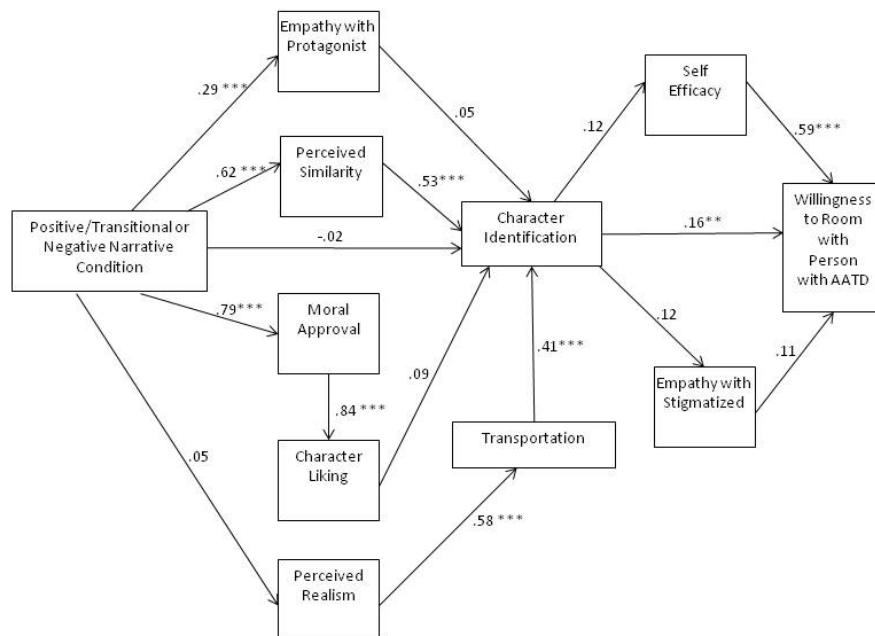 Empathy with
Protagonist
Self
Efficacy
.29 ***
.05
.12
.59***
Perceived
Similarity
.62 ***
.53***
Positive/Transitional or
Negative Narrative
Condition
-.02
Character
Identification
.16**
Willingness
to Room
with
Person
with AATD
.79***
Moral
Approval
.12
.09
.41***
.11
Empathy with
Stigmatized
.84 ***
Transportation
.05
Character
Liking
.58 ***
Perceived
Realism